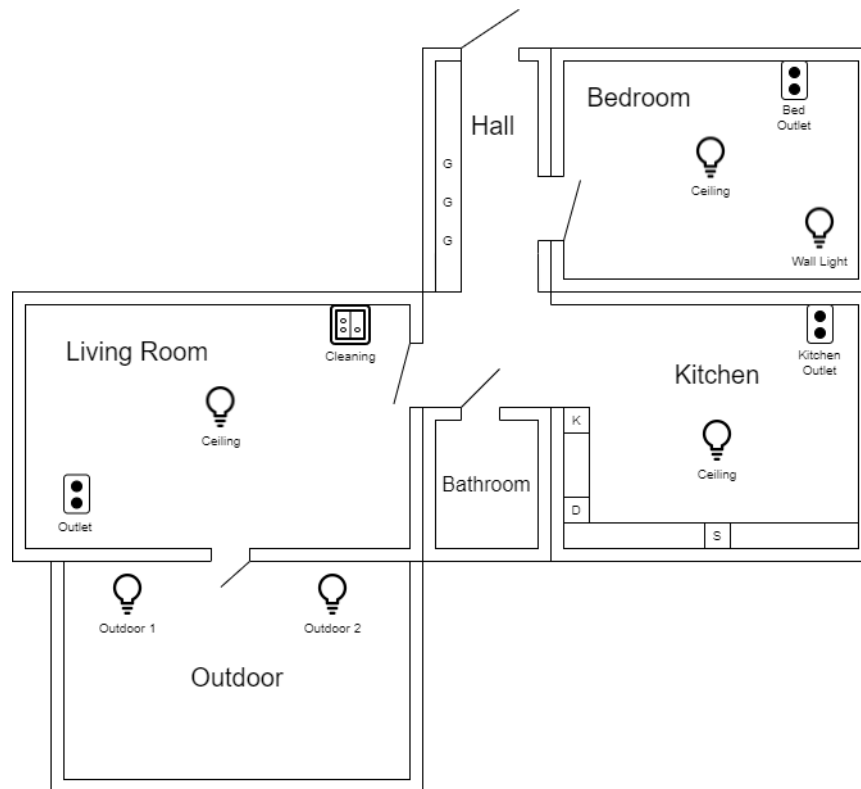 Hall
Bedroom
Bed
Outlet
Ceiling
G
G
G
Wall Light
Living Room
Cleaning
Ceiling
Outlet
Kitchen
Kitchen
Outlet
Ceiling
K
D
S
Bathroom
Outdoor 1
Outdoor 2
Outdoor